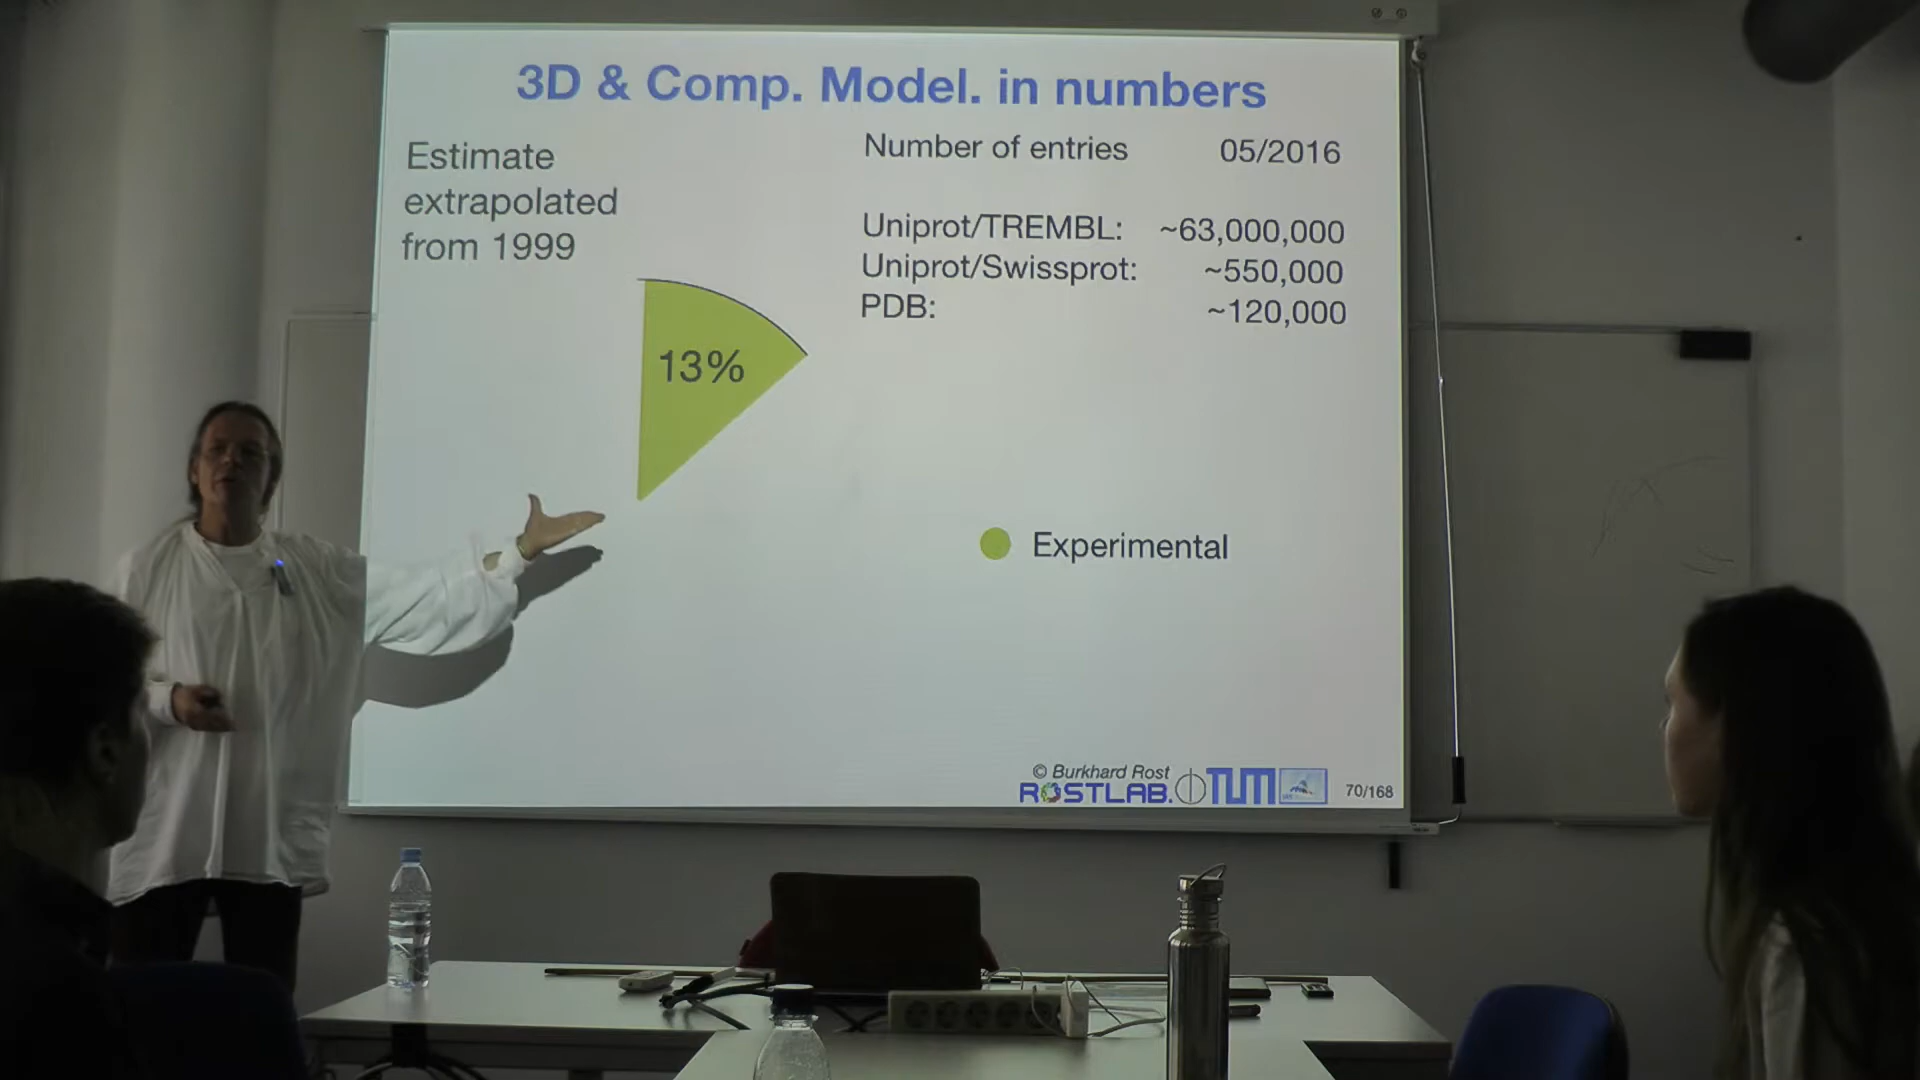 3D & Comp. Model. in numbers
Estimate
extrapolated
from 1999
Number of entries 05/2016
Uniprot/TREMBL: ~63,000,000
Uniprot/Swissprot: ~550,000
PDB: ~120,000
13%
Experimental
© Burkhard Rost
ROSTLAB. TUM
70/168